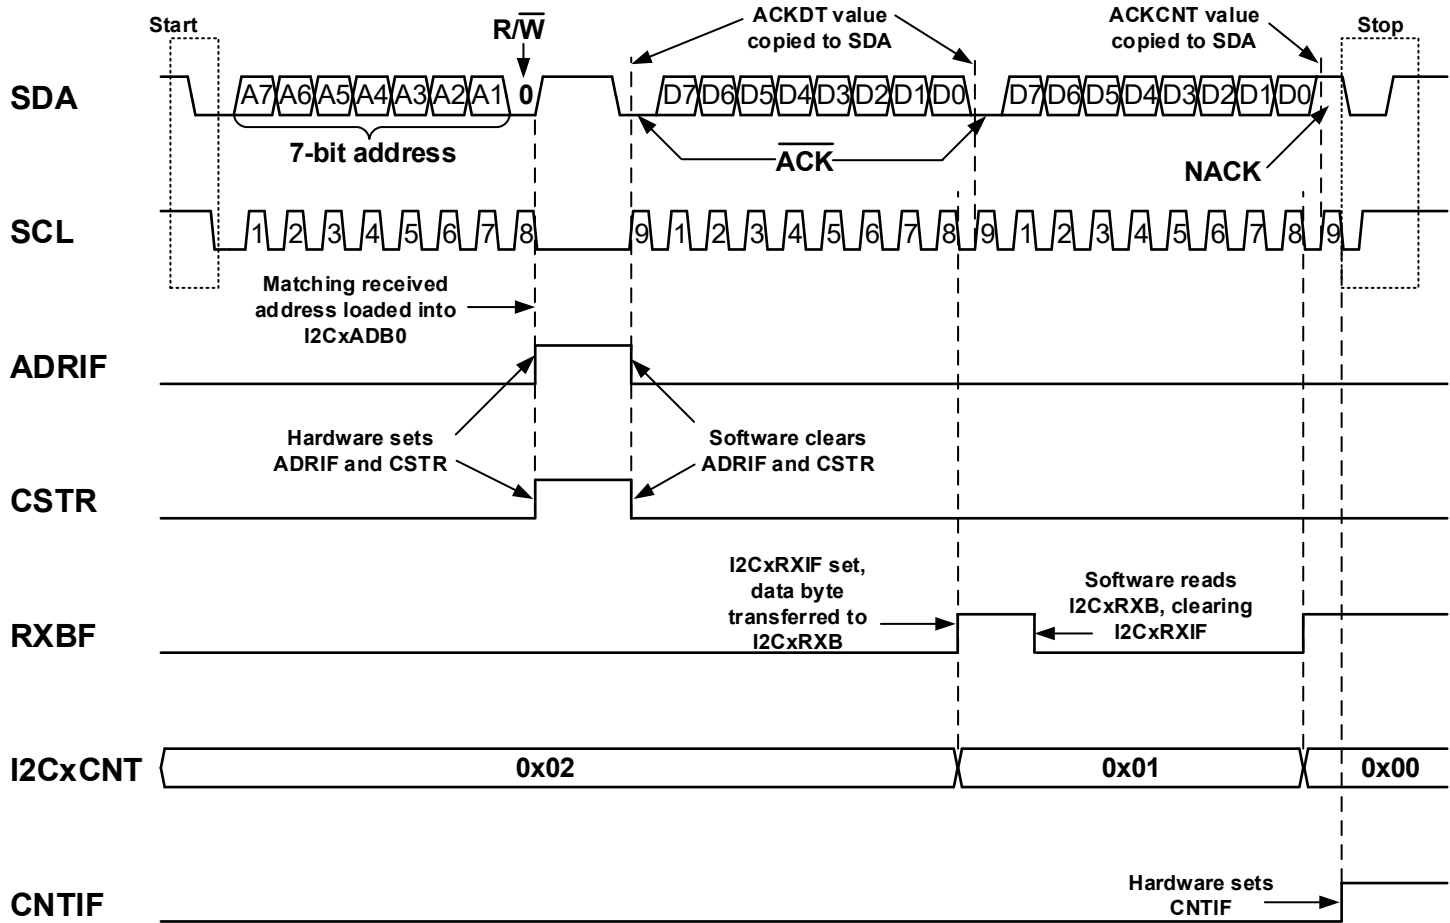 Start
R/W̅
ACKDT value
copied to SDA
ACKCNT value
copied to SDA
Stop
SDA
A7 A6 A5 A4 A3 A2 A1 0
D7 D6 D5 D4 D3 D2 D1 D0
D7 D6 D5 D4 D3 D2 D1 D0
7-bit address
A̅C̅K̅
NACK
SCL
1 2 3 4 5 6 7 8
9 1 2 3 4 5 6 7 8
9 1 2 3 4 5 6 7 8 9
Matching received
address loaded into
I2CxADB0
ADRIF
Hardware sets
ADRIF and CSTR
Software clears
ADRIF and CSTR
CSTR
I2CxRXIF set,
data byte
transferred to
I2CxRXB
Software reads
I2CxRXB, clearing
I2CxRXIF
RXBF
I2CxCNT
0x02
0x01
0x00
Hardware sets
CNTIF
CNTIF